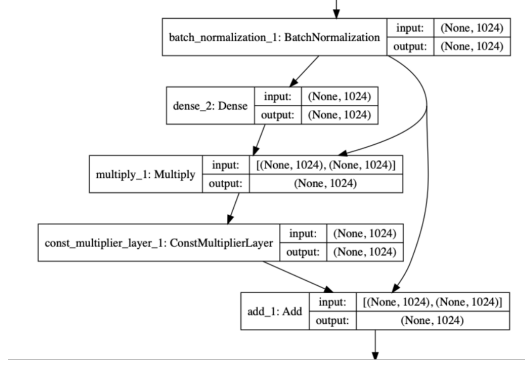 batch_normalization_1: BatchNormalization
input: (None, 1024)
output: (None, 1024)
dense_2: Dense
input: (None, 1024)
output: (None, 1024)
multiply_1: Multiply
input: [(None, 1024), (None, 1024)]
output: (None, 1024)
const_multiplier_layer_1: ConstMultiplierLayer
input: (None, 1024)
output: (None, 1024)
add_1: Add
input: [(None, 1024), (None, 1024)]
output: (None, 1024)